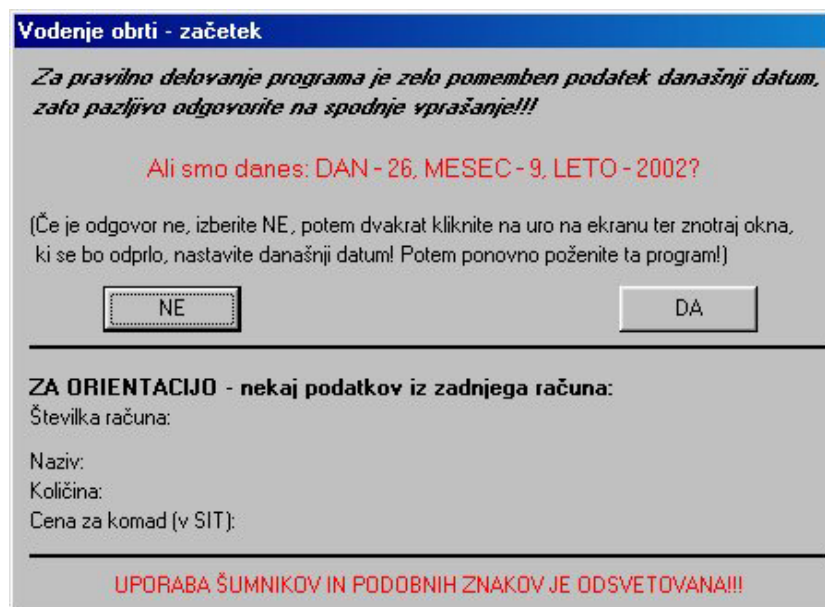 Vodenje obrti - začetek
Za pravilno delovanje programa je zelo pomemben podatek današnji datum,
zato pazljivo odgovorite na spodnje vprašanje!!!
Ali smo danes: DAN - 26, MESEC - 9, LETO - 2002?
(Če je odgovor ne, izberite NE, potem dvakrat kliknite na uro na ekranu ter znotraj okna,
ki se bo odprlo, nastavite današnji datum! Potem ponovno poženite ta program!)
NE DA
ZA ORIENTACIJO - nekaj podatkov iz zadnjega računa:
Številka računa:
Naziv:
Količina:
Cena za komad (v SIT):
UPORABA ŠUMNIKOV IN PODOBNIH ZNAKOV JE ODSVETOVANA!!!